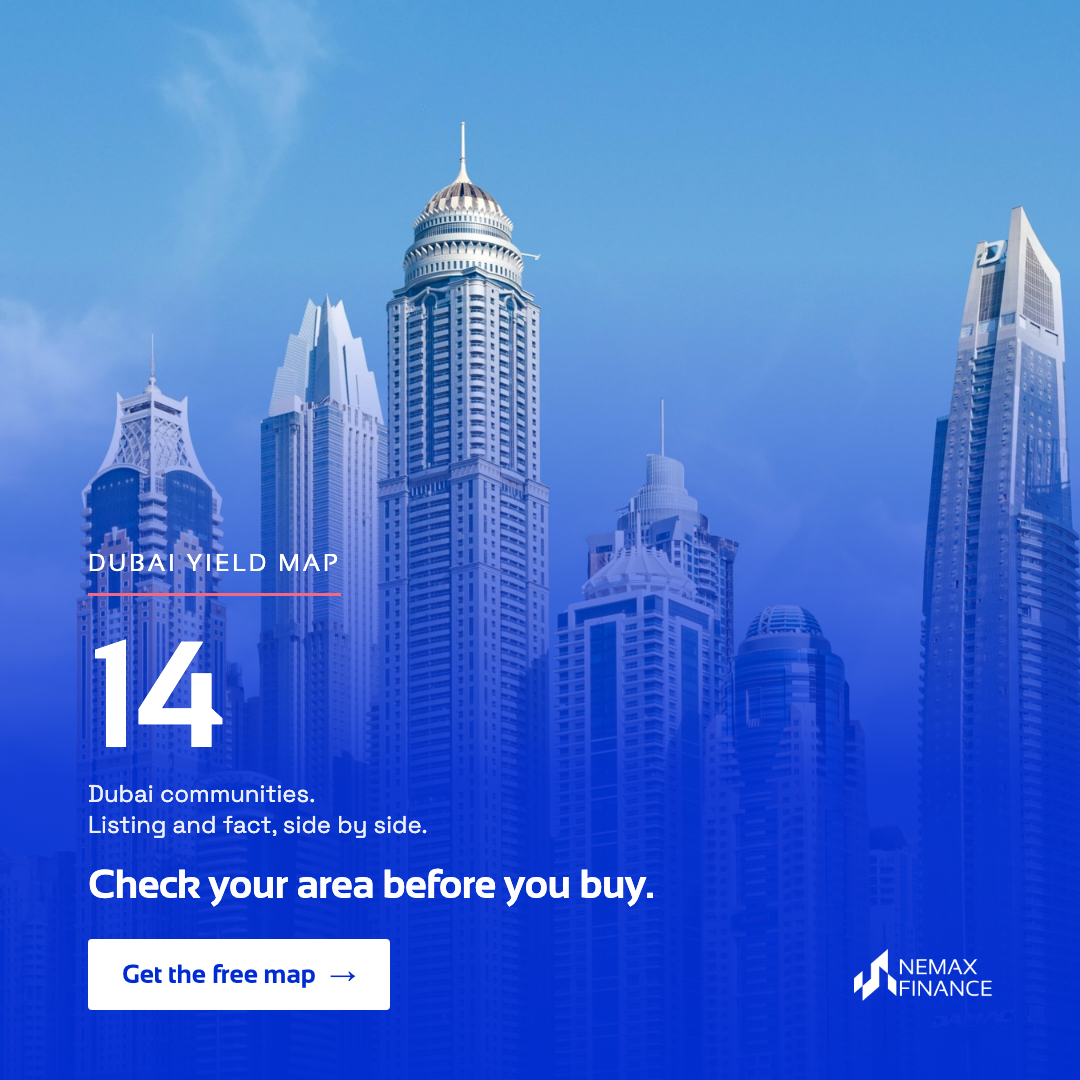 D
DUBAI YIELD MAP
14
Dubai communities.
Listing and fact, side by side.
Check your area before you buy.
Get the free map →
NEMAX
FINANCE